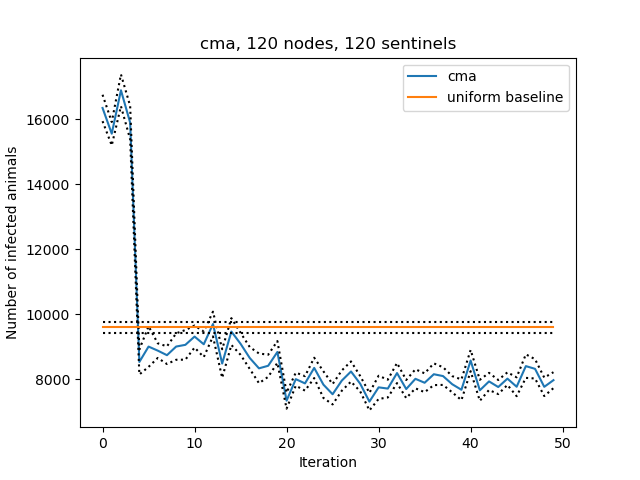 cma, 120 nodes, 120 sentinels
cma
uniform baseline
Number of infected animals
16000
14000
12000
10000
8000
0 10 20 30 40 50
Iteration